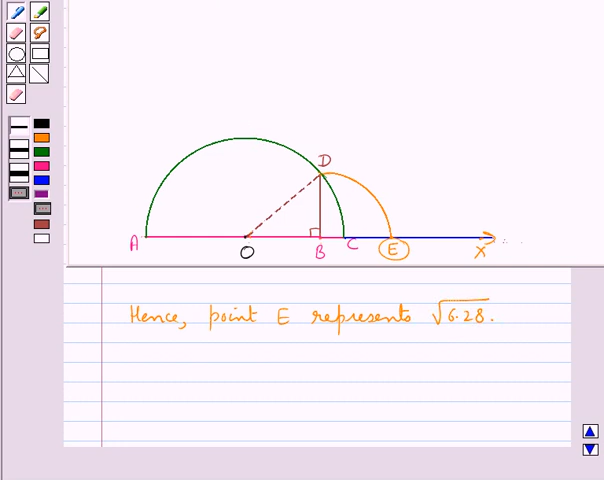 D
A
O
B
C
E
X
Hence, point E represents √6.28.